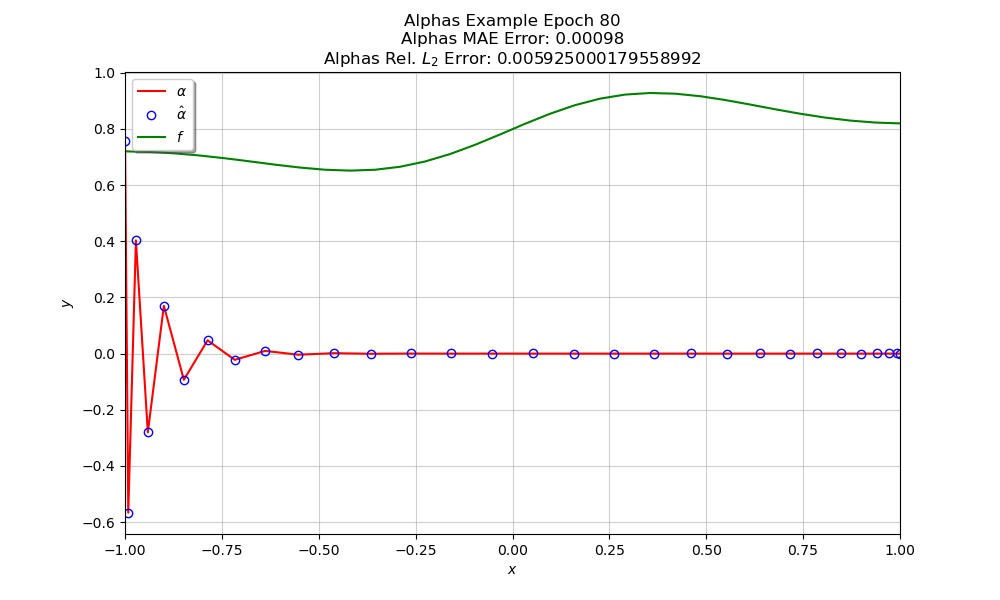 Alphas Example Epoch 80
Alphas MAE Error: 0.00098
Alphas Rel. $L_2$ Error: 0.005925000179558992
α
α̂
f
1.0
0.8
0.6
0.4
0.2
0.0
−0.2
−0.4
−0.6
y
−1.00 −0.75 −0.50 −0.25 0.00 0.25 0.50 0.75 1.00
x